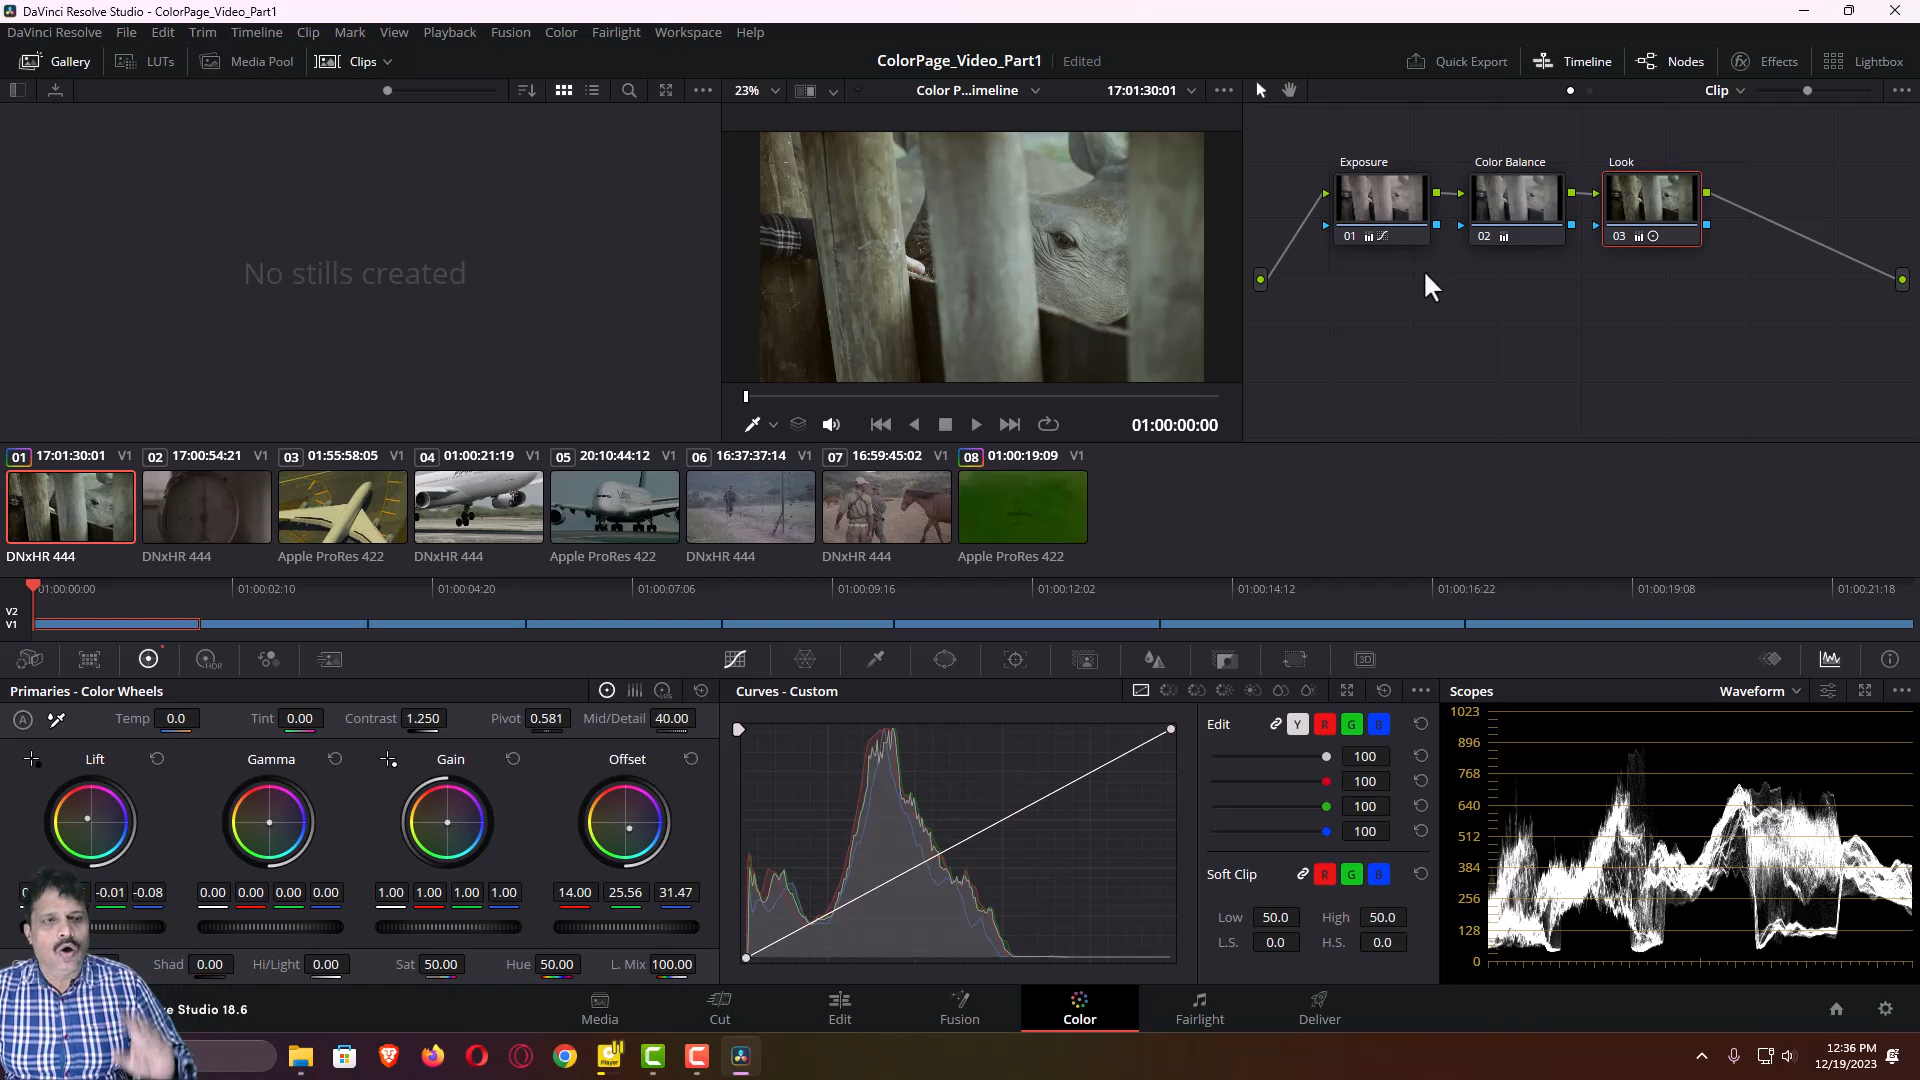 DaVinci Resolve Studio - ColorPage_Video_Part1
DaVinci Resolve File Edit Trim Timeline Clip Mark View Playback Fusion Color Fairlight Workspace Help
Gallery LUTs Media Pool Clips ColorPage_Video_Part1 Edited Quick Export Timeline Nodes Effects Lightbox
23% Color P...imeline 17:01:30:01 Clip
No stills created
Exposure Color Balance Look
01 02 03
01:00:00:00
01 17:01:30:01 V1 02 17:00:54:21 V1 03 01:55:58:05 V1 04 01:00:21:19 V1 05 20:10:44:12 V1 06 16:37:37:14 V1 07 16:59:45:02 V1 08 01:00:19:09 V1
DNxHR 444 DNxHR 444 Apple ProRes 422 DNxHR 444 Apple ProRes 422 DNxHR 444 DNxHR 444 Apple ProRes 422
01:00:00:00 01:00:02:10 01:00:04:20 01:00:07:06 01:00:09:16 01:00:12:02 01:00:14:12 01:00:16:22 01:00:19:08 01:00:21:18
V2
V1
HDR 3D
Primaries - Color Wheels LOG Curves - Custom Scopes Waveform
A Temp 0.0 Tint 0.00 Contrast 1.250 Pivot 0.581 Mid/Detail 40.00
Lift Gamma Gain Offset
-0.01 -0.08 0.00 0.00 0.00 0.00 1.00 1.00 1.00 1.00 14.00 25.56 31.47
Shad 0.00 Hi/Light 0.00 Sat 50.00 Hue 50.00 L. Mix 100.00
Edit Y R G B
100
100
100
100
Soft Clip R G B
Low 50.0 High 50.0
L.S. 0.0 H.S. 0.0
1023
896
768
640
512
384
256
128
0
e Studio 18.6
Media Cut Edit Fusion Color Fairlight Deliver
Player
12:36 PM
12/19/2023